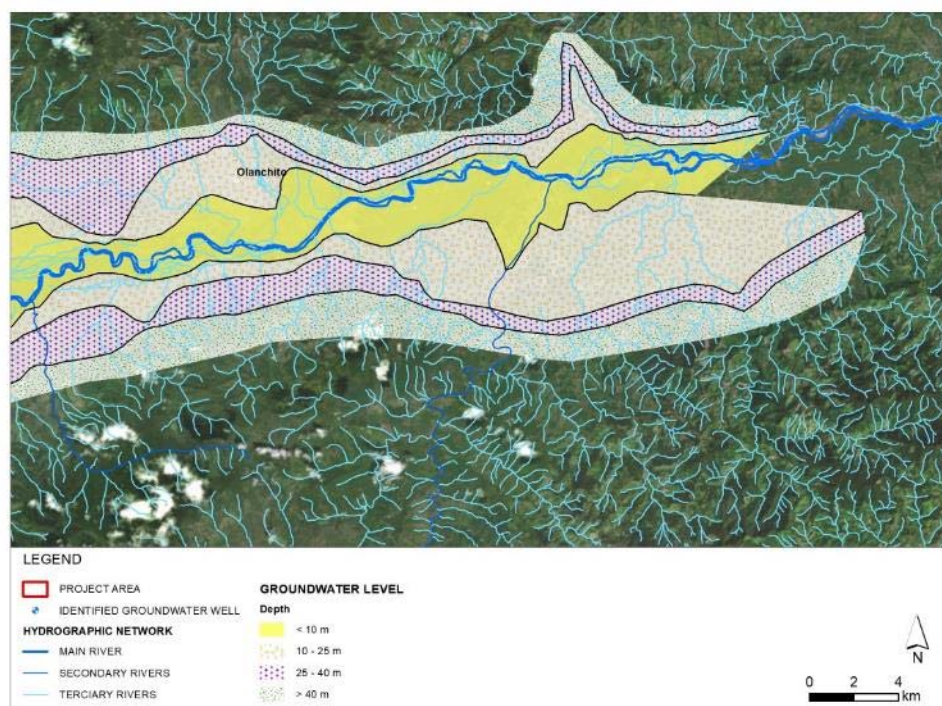 Olanchito
LEGEND
PROJECT AREA
IDENTIFIED GROUNDWATER WELL
HYDROGRAPHIC NETWORK
MAIN RIVER
SECONDARY RIVERS
TERCIARY RIVERS
GROUNDWATER LEVEL
Depth
< 10 m
10 - 25 m
25 - 40 m
> 40 m
N
0 2 4
km